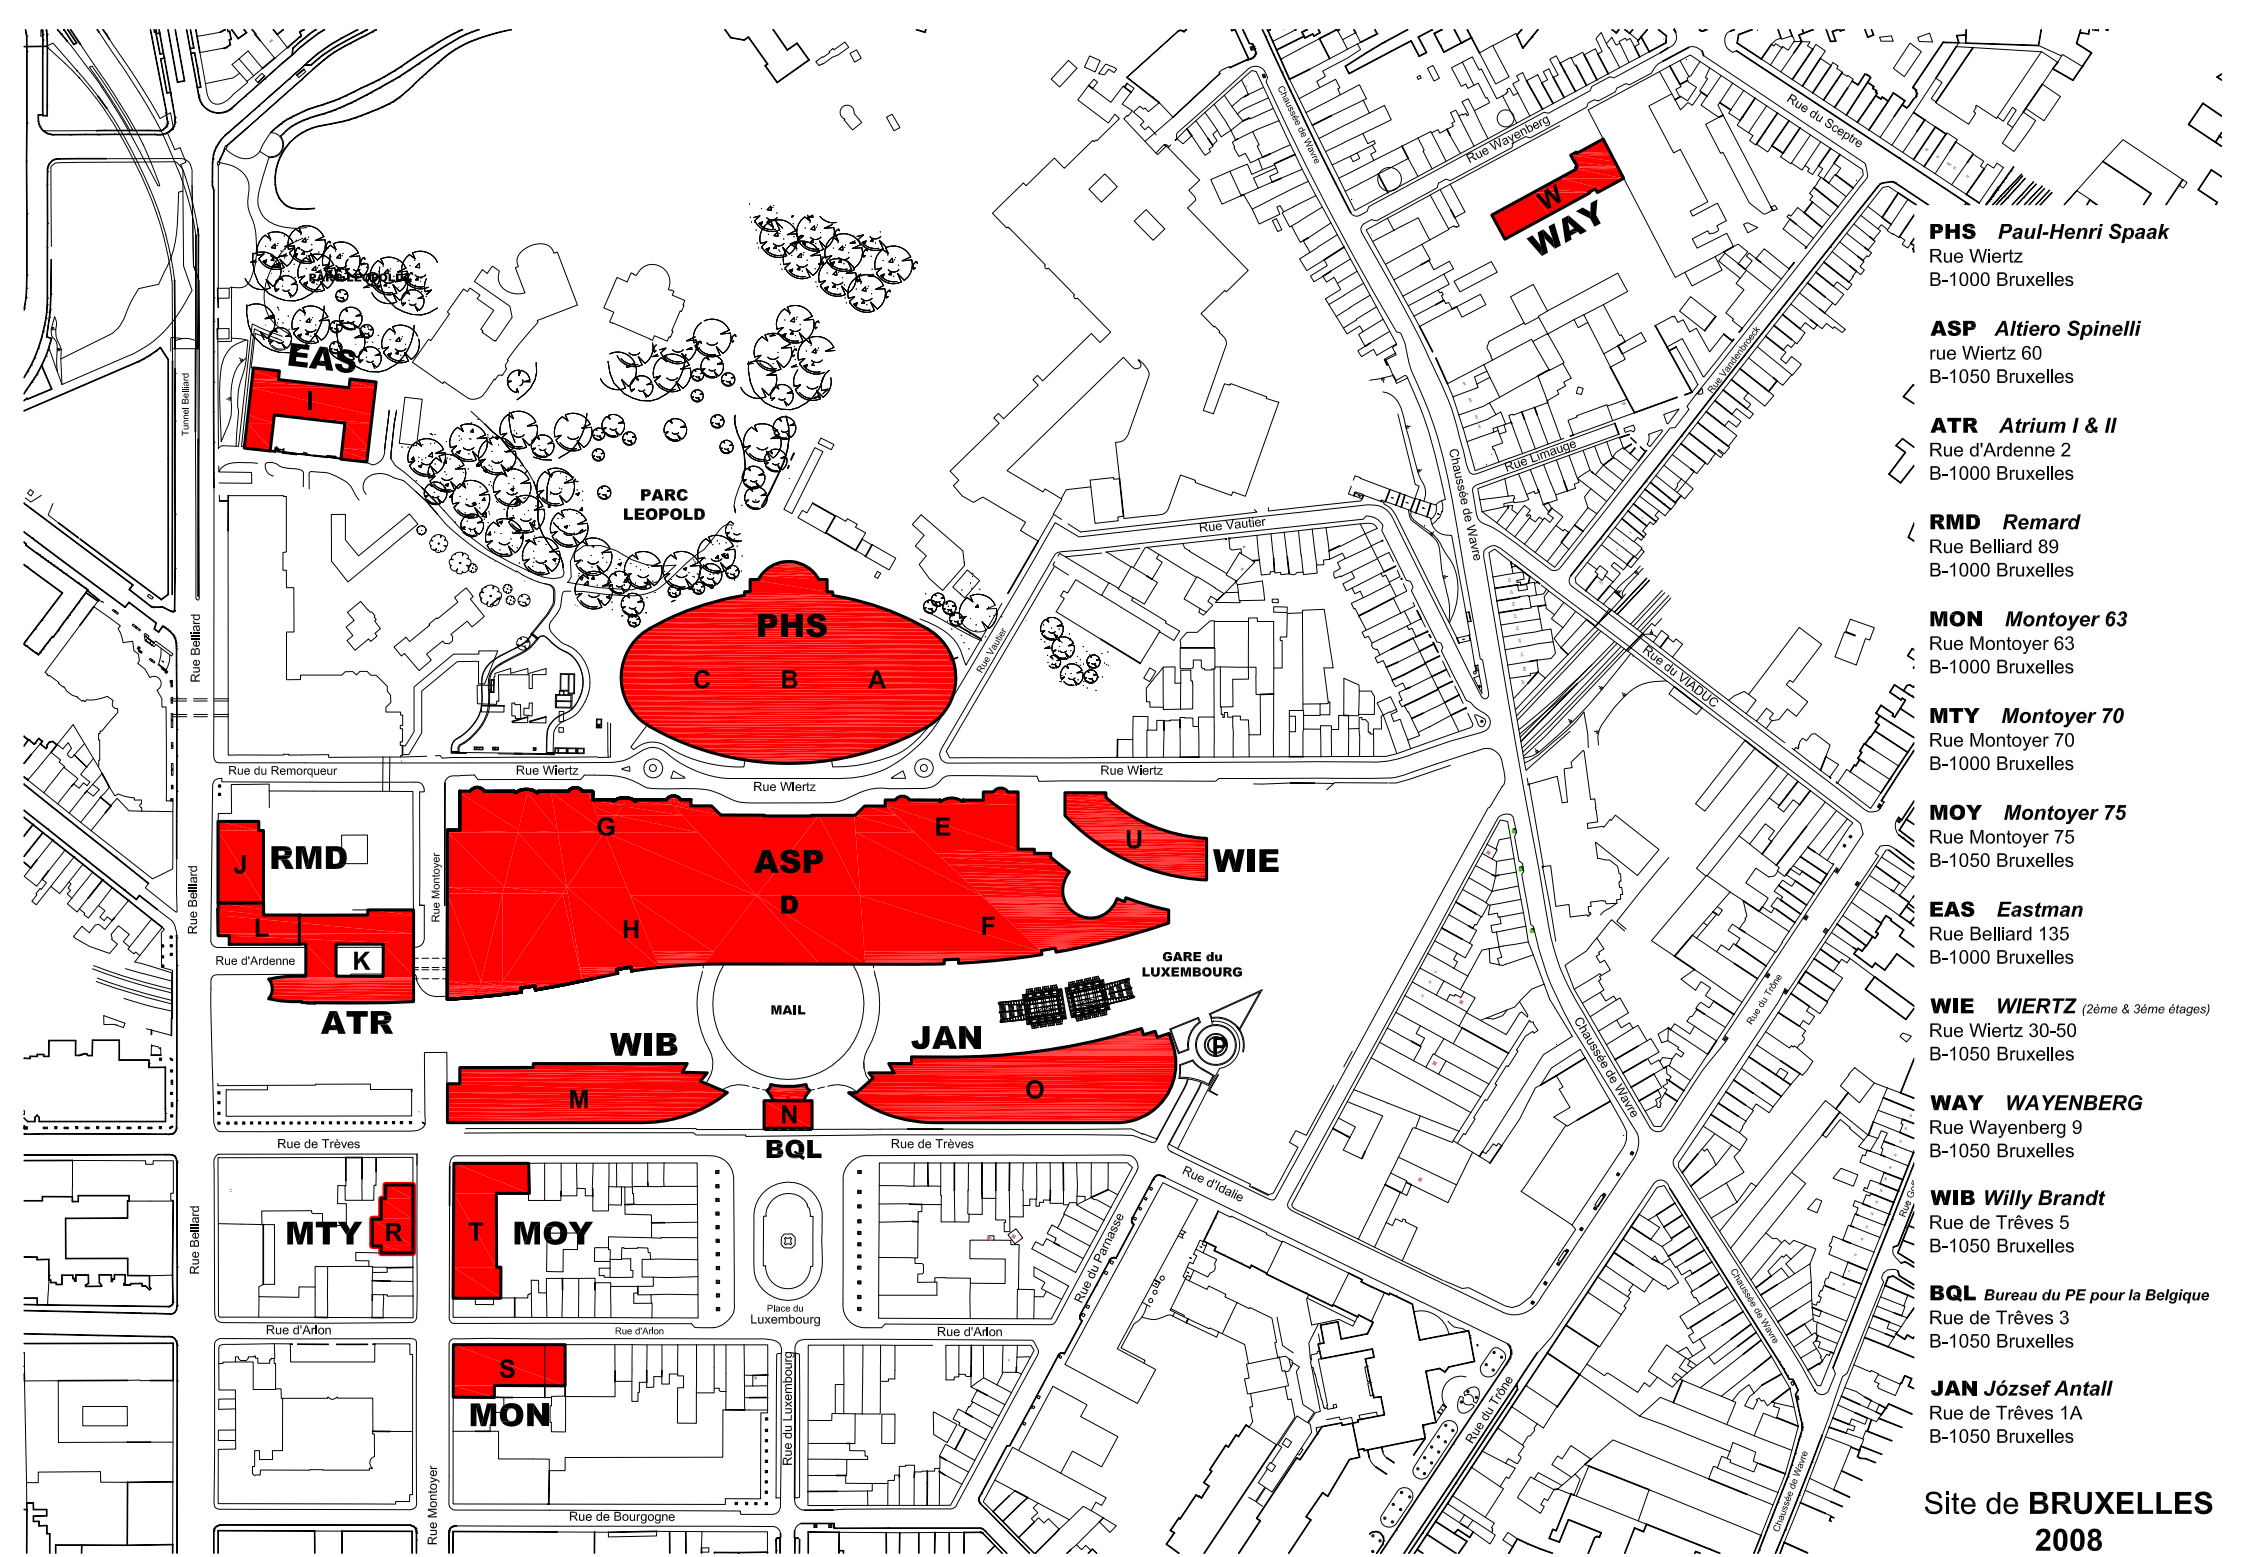 Chaussée de Wavre
Rue du Sceptre
Rue Wayenberg
W
WAY
PARC LEOPOLD
EAS
I
Tunnel Belliard
Rue Vanderbroeck
Rue Limauge
Chaussée de Wavre
PARC
LEOPOLD
Rue Vautier
Rue Belliard
PHS
C
B
A
Rue Vautier
Rue du VIADUC
Rue du Remorqueur
Rue Wiertz
Rue Wiertz
Rue Wiertz
J
RMD
Rue Montoyer
G
E
U
WIE
ASP
D
Rue Belliard
L
H
F
Rue d'Ardenne
K
GARE du
LUXEMBOURG
Rue du Trône
MAIL
ATR
WIB
JAN
P
Chaussée de Wavre
M
N
O
Rue de Trèves
BQL
Rue de Trèves
Rue d'Idalie
Rue Belliard
MTY
R
T
MOY
Rue du Parnasse
Place du
Luxembourg
Rue d'Arlon
Rue d'Arlon
Rue d'Arlon
Chaussée de Wavre
S
MON
Rue du Luxembourg
Rue du Trône
Rue Montoyer
Rue de Bourgogne
Chaussée de Wavre
PHS Paul-Henri Spaak
Rue Wiertz
B-1000 Bruxelles
ASP Altiero Spinelli
rue Wiertz 60
B-1050 Bruxelles
ATR Atrium I & II
Rue d'Ardenne 2
B-1000 Bruxelles
RMD Remard
Rue Belliard 89
B-1000 Bruxelles
MON Montoyer 63
Rue Montoyer 63
B-1000 Bruxelles
MTY Montoyer 70
Rue Montoyer 70
B-1000 Bruxelles
MOY Montoyer 75
Rue Montoyer 75
B-1050 Bruxelles
EAS Eastman
Rue Belliard 135
B-1000 Bruxelles
WIE WIERTZ (2ème & 3éme étages)
Rue Wiertz 30-50
B-1050 Bruxelles
WAY WAYENBERG
Rue Wayenberg 9
B-1050 Bruxelles
WIB Willy Brandt
Rue de Trêves 5
B-1050 Bruxelles
BQL Bureau du PE pour la Belgique
Rue de Trêves 3
B-1050 Bruxelles
JAN József Antall
Rue de Trêves 1A
B-1050 Bruxelles
Site de BRUXELLES
2008